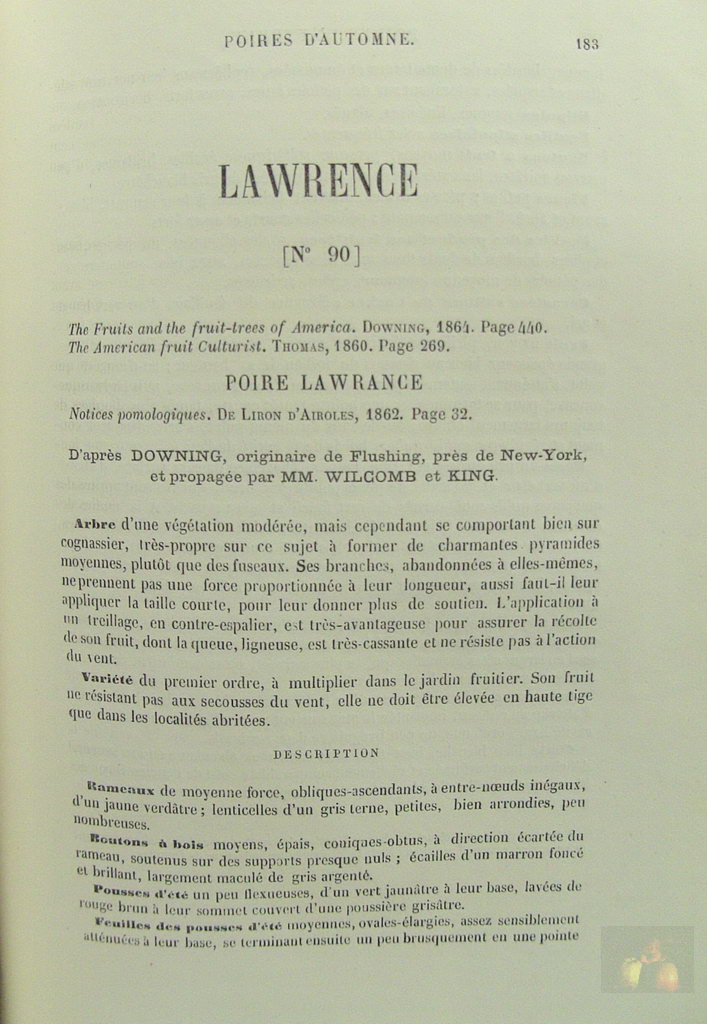 POIRES D'AUTOMNE.
183
LAWRENCE
[N° 90]
The Fruits and the fruit-trees of America. DOWNING, 1864. Page 440.
The American fruit Culturist. THOMAS, 1860. Page 269.
POIRE LAWRANCE
Notices pomologiques. DE LIRON D'AIROLES, 1862. Page 32.
D'après DOWNING, originaire de Flushing, près de New-York,
et propagée par MM. WILCOMB et KING.
Arbre d'une végétation modérée, mais cependant se comportant bien sur
cognassier, très-propre sur ce sujet à former de charmantes pyramides
moyennes, plutôt que des fuseaux. Ses branches, abandonnées à elles-mêmes,
ne prennent pas une force proportionnée à leur longueur, aussi faut-il leur
appliquer la taille courte, pour leur donner plus de soutien. L'application à
un treillage, en contre-espalier, est très-avantageuse pour assurer la récolte
de son fruit, dont la queue, ligneuse, est très-cassante et ne résiste pas à l'action
du vent.
Variété du premier ordre, à multiplier dans le jardin fruitier. Son fruit
ne résistant pas aux secousses du vent, elle ne doit être élevée en haute tige
que dans les localités abritées.
DESCRIPTION
Rameaux de moyenne force, obliques-ascendants, à entre-nœuds inégaux,
d'un jaune verdâtre ; lenticelles d'un gris terne, petites, bien arrondies, peu
nombreuses.
Boutons à bois moyens, épais, coniques-obtus, à direction écartée du
rameau, soutenus sur des supports presque nuls ; écailles d'un marron foncé
et brillant, largement maculé de gris argenté.
Pousses d'été un peu flexueuses, d'un vert jaunâtre à leur base, lavées de
rouge brun à leur sommet couvert d'une poussière grisâtre.
Feuilles des pousses d'été moyennes, ovales-élargies, assez sensiblement
atténuées à leur base, se terminant ensuite un peu brusquement en une pointe